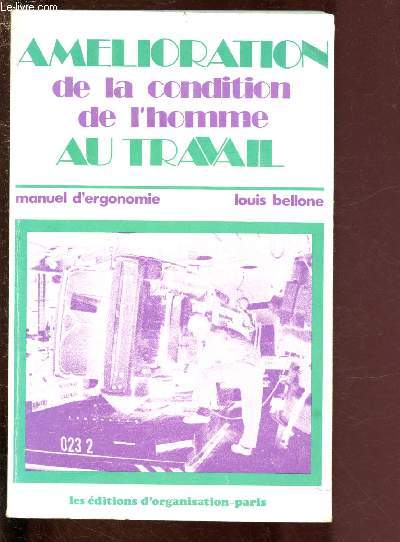 Le-livre.com
AMELIORATION
de la condition
de l'homme
AU TRAVAIL
manuel d'ergonomie louis bellone
023 2
les éditions d'organisation-paris